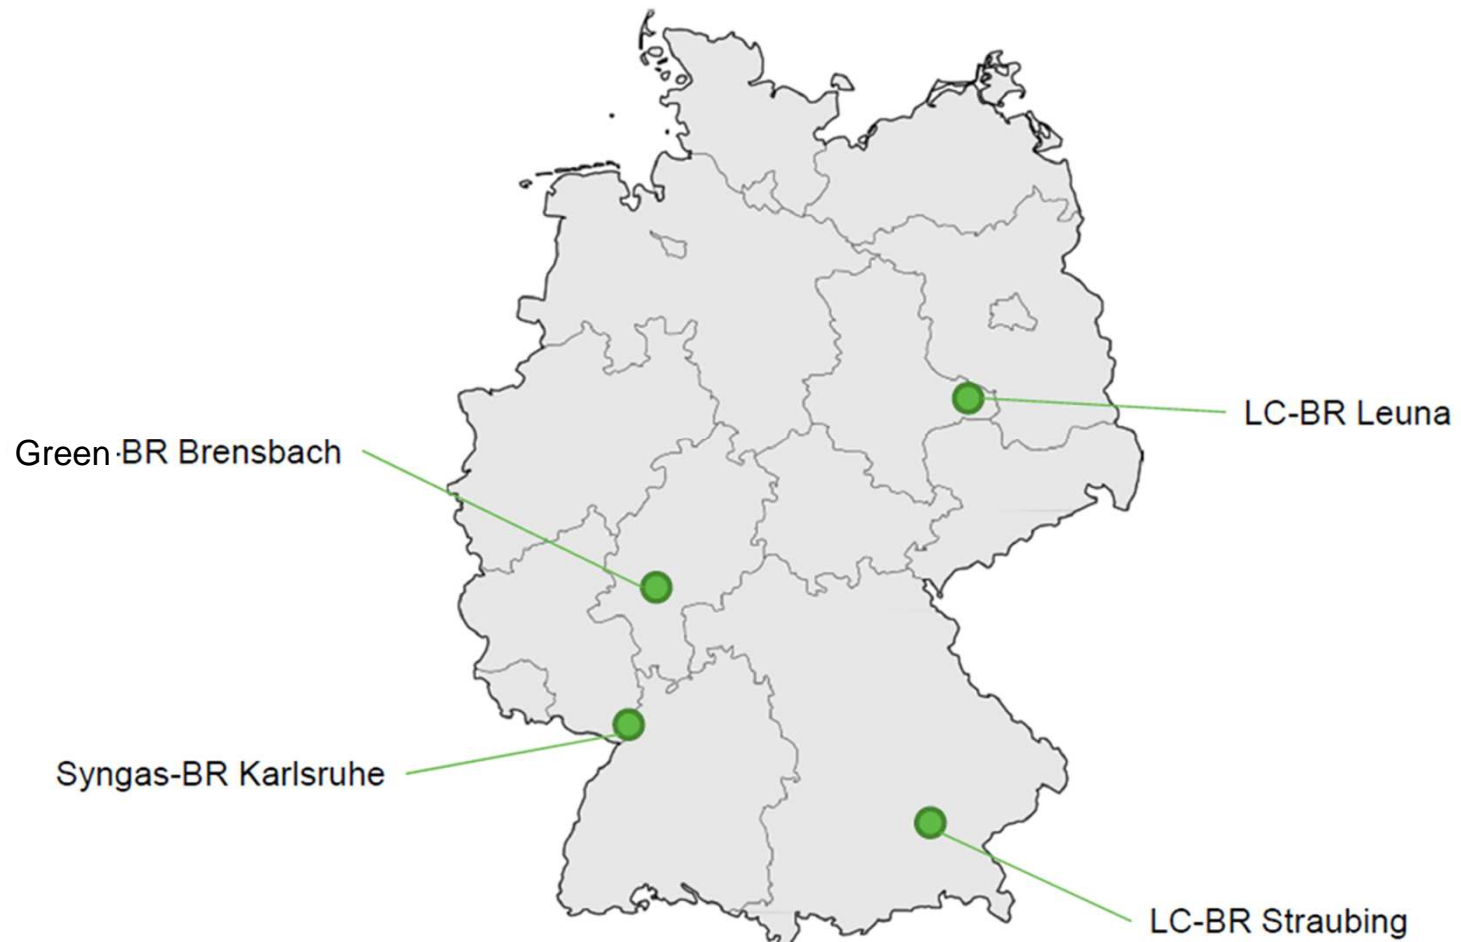 LC-BR Leuna
Green-BR Brensbach
Syngas-BR Karlsruhe
LC-BR Straubing